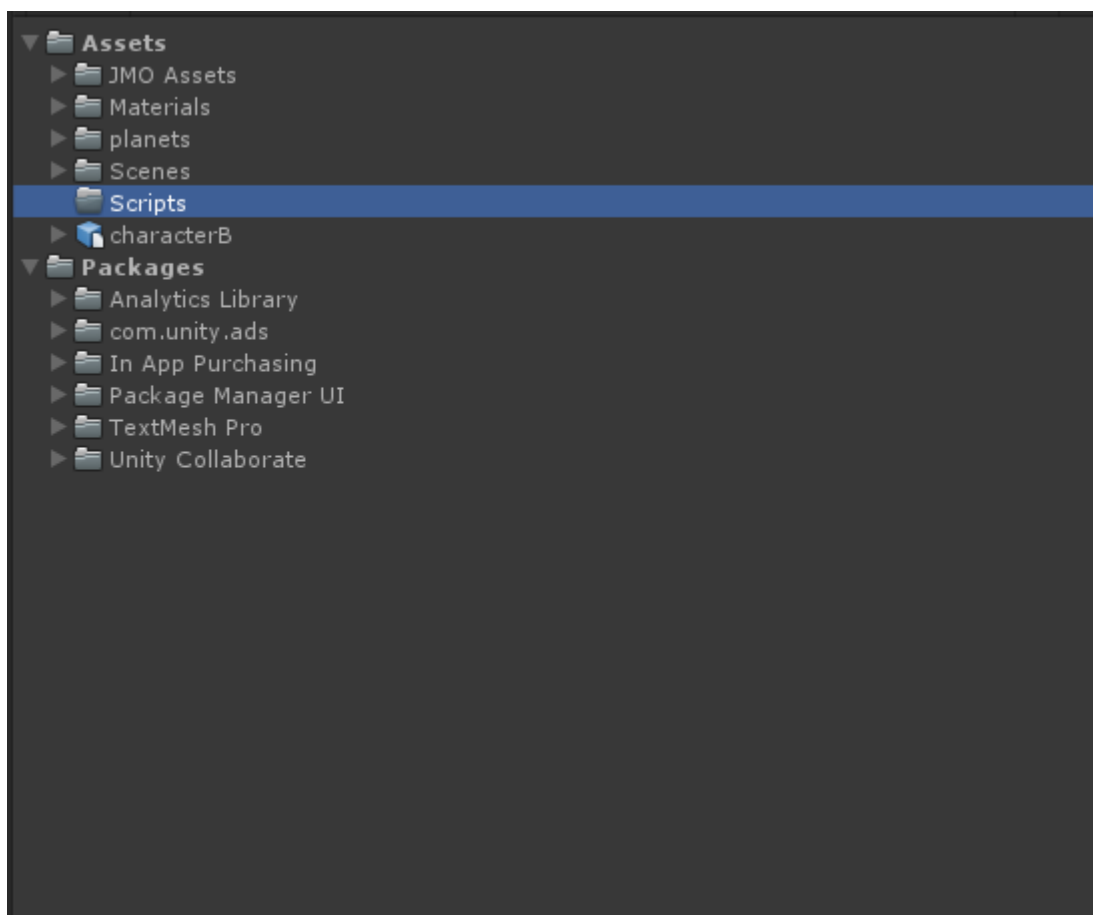 Assets
JMO Assets
Materials
planets
Scenes
Scripts
characterB
Packages
Analytics Library
com.unity.ads
In App Purchasing
Package Manager UI
TextMesh Pro
Unity Collaborate